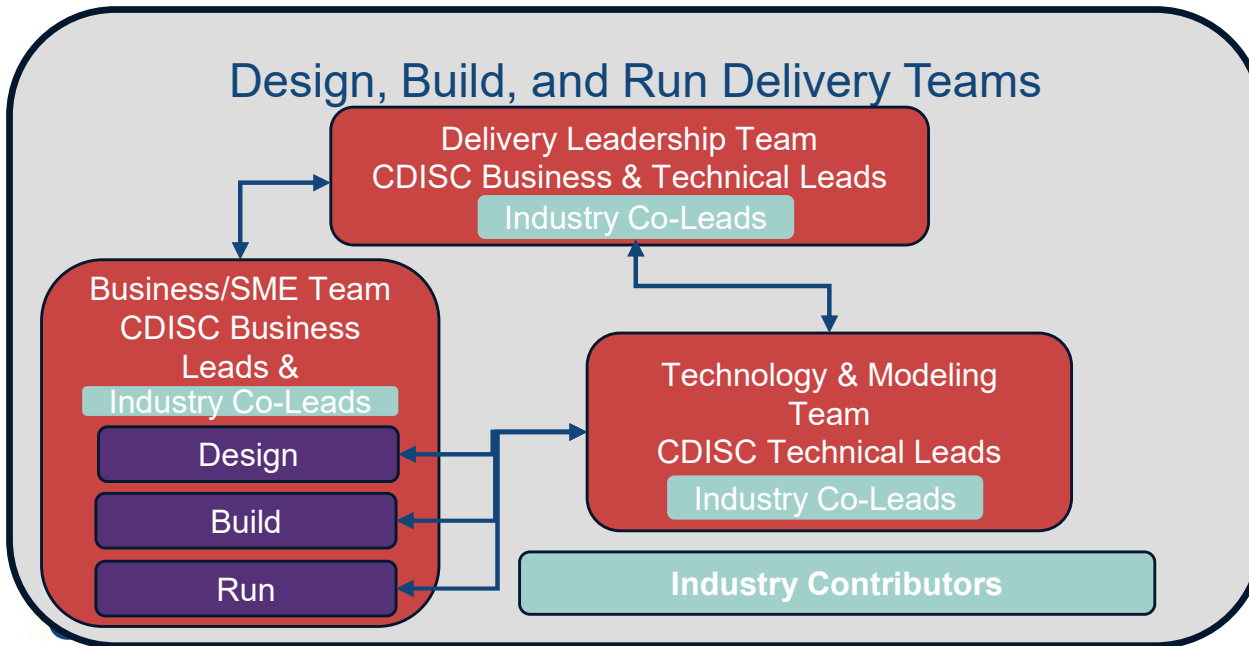 Design, Build, and Run Delivery Teams
Delivery Leadership Team
CDISC Business & Technical Leads
Industry Co-Leads
Business/SME Team
CDISC Business
Leads &
Industry Co-Leads
Design
Build
Run
Technology & Modeling
Team
CDISC Technical Leads
Industry Co-Leads
Industry Contributors